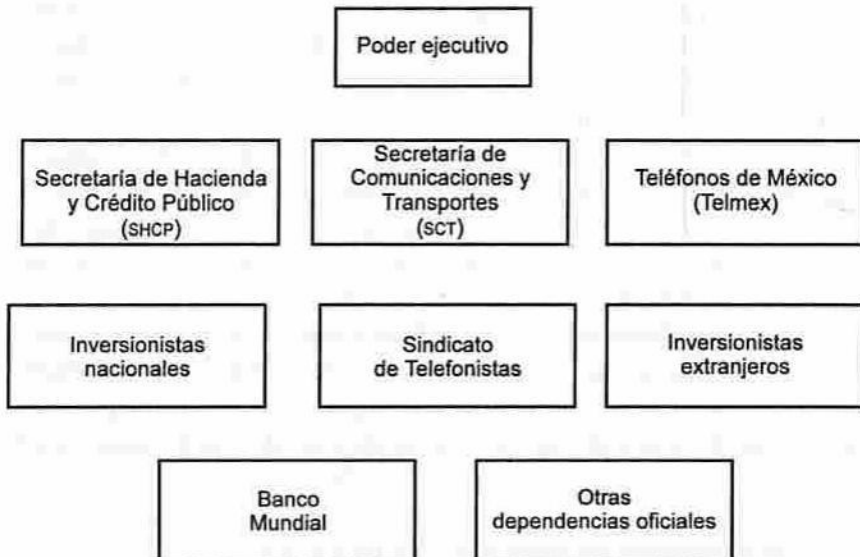 Poder ejecutivo
Secretaría de Hacienda
y Crédito Público
(SHCP)
Secretaría de
Comunicaciones y
Transportes
(SCT)
Teléfonos de México
(Telmex)
Inversionistas
nacionales
Sindicato
de Telefonistas
Inversionistas
extranjeros
Banco
Mundial
Otras
dependencias oficiales